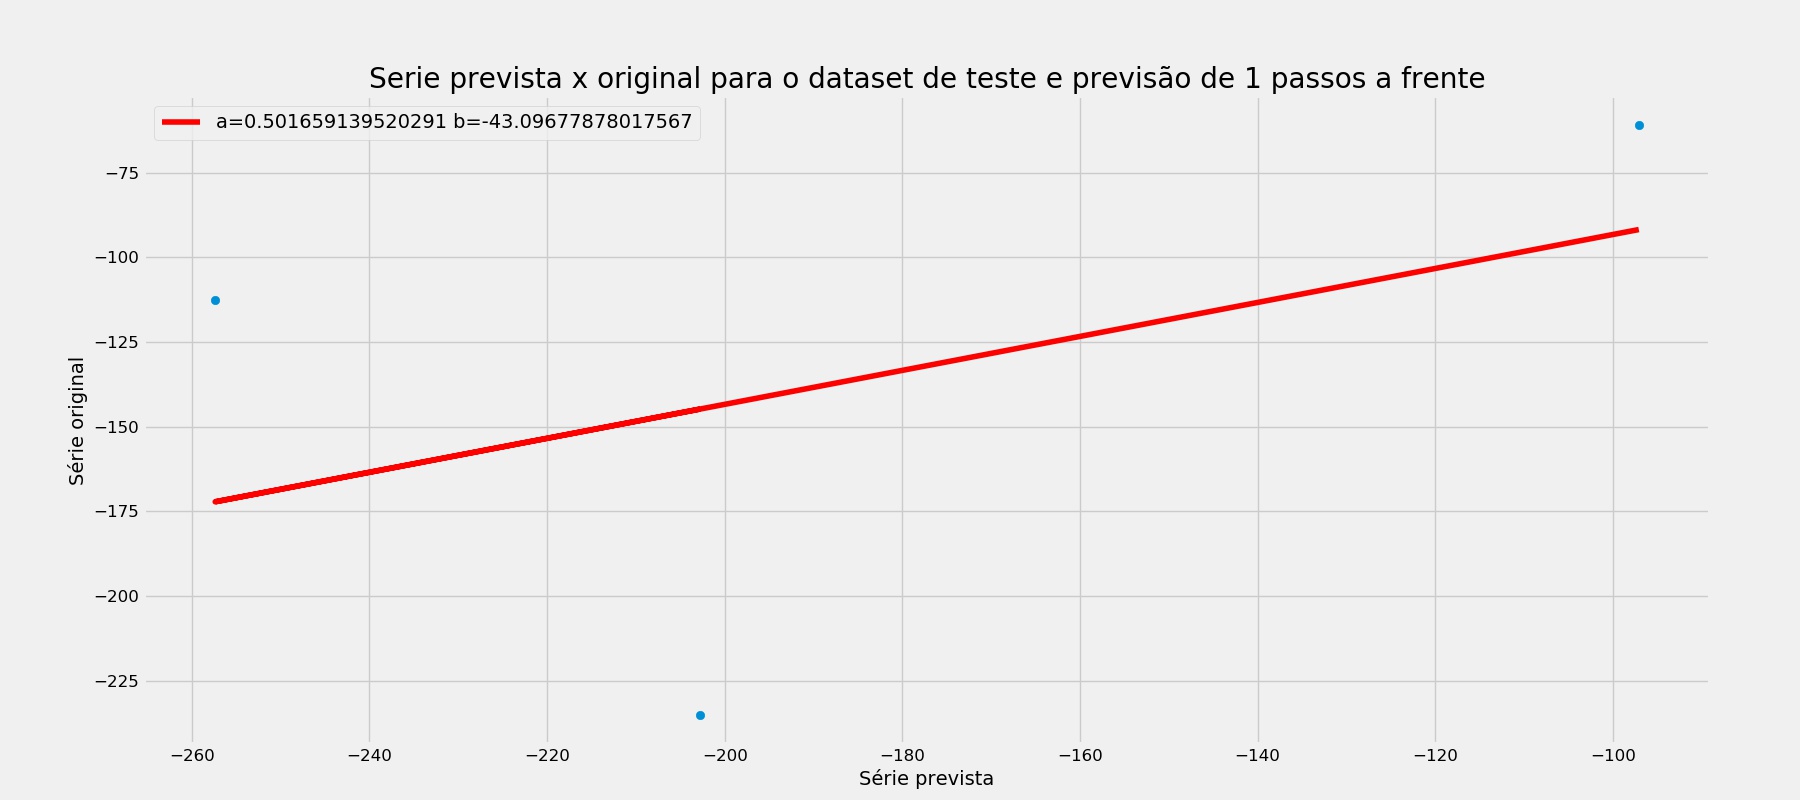 Serie prevista x original para o dataset de teste e previsão de 1 passos a frente
a=0.501659139520291 b=-43.09677878017567
−75
−100
−125
−150
−175
−200
−225
Série original
−260 −240 −220 −200 −180 −160 −140 −120 −100
Série prevista